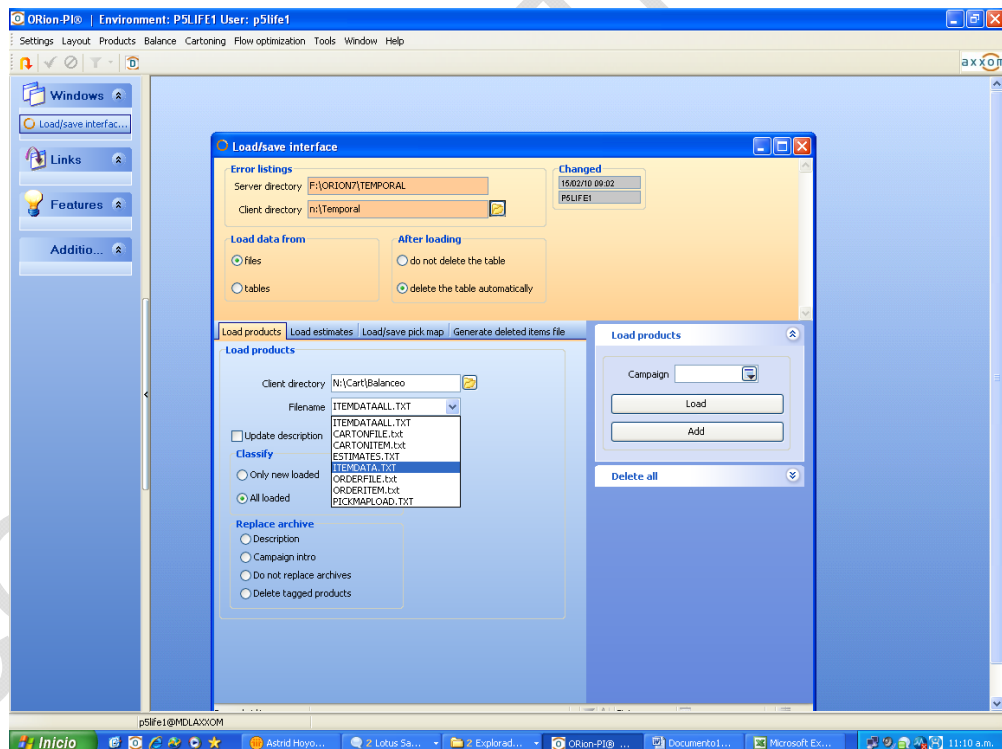 ORion-PI® | Environment: P5LIFE1 User: p5life1
Settings Layout Products Balance Cartoning Flow optimization Tools Window Help
axxom
Windows
Load/save interfac...
Links
Features
Additio...
Load/save interface
Error listings
Server directory F:\ORION7\TEMPORAL
Client directory n:\Temporal
Changed
15/02/10 09:02
P5LIFE1
Load data from
files
tables
After loading
do not delete the table
delete the table automatically
Load products Load estimates Load/save pick map Generate deleted items file
Load products
Client directory N:\Cart\Balanceo
Filename ITEMDATAALL.TXT
ITEMDATAALL.TXT
CARTONFILE.txt
CARTONITEM.txt
ESTIMATES.TXT
ITEMDATA.TXT
ORDERFILE.txt
ORDERITEM.txt
PICKMAPLOAD.TXT
Update description
Classify
Only new loaded
All loaded
Replace archive
Description
Campaign intro
Do not replace archives
Delete tagged products
Load products
Campaign
Load
Add
Delete all
p5life1@MDLAXXOM
Inicio
Astrid Hoyo...
2 Lotus Sa...
2 Explorad...
ORion-PI® ...
Documento1...
Microsoft Ex...
11:10 a.m.